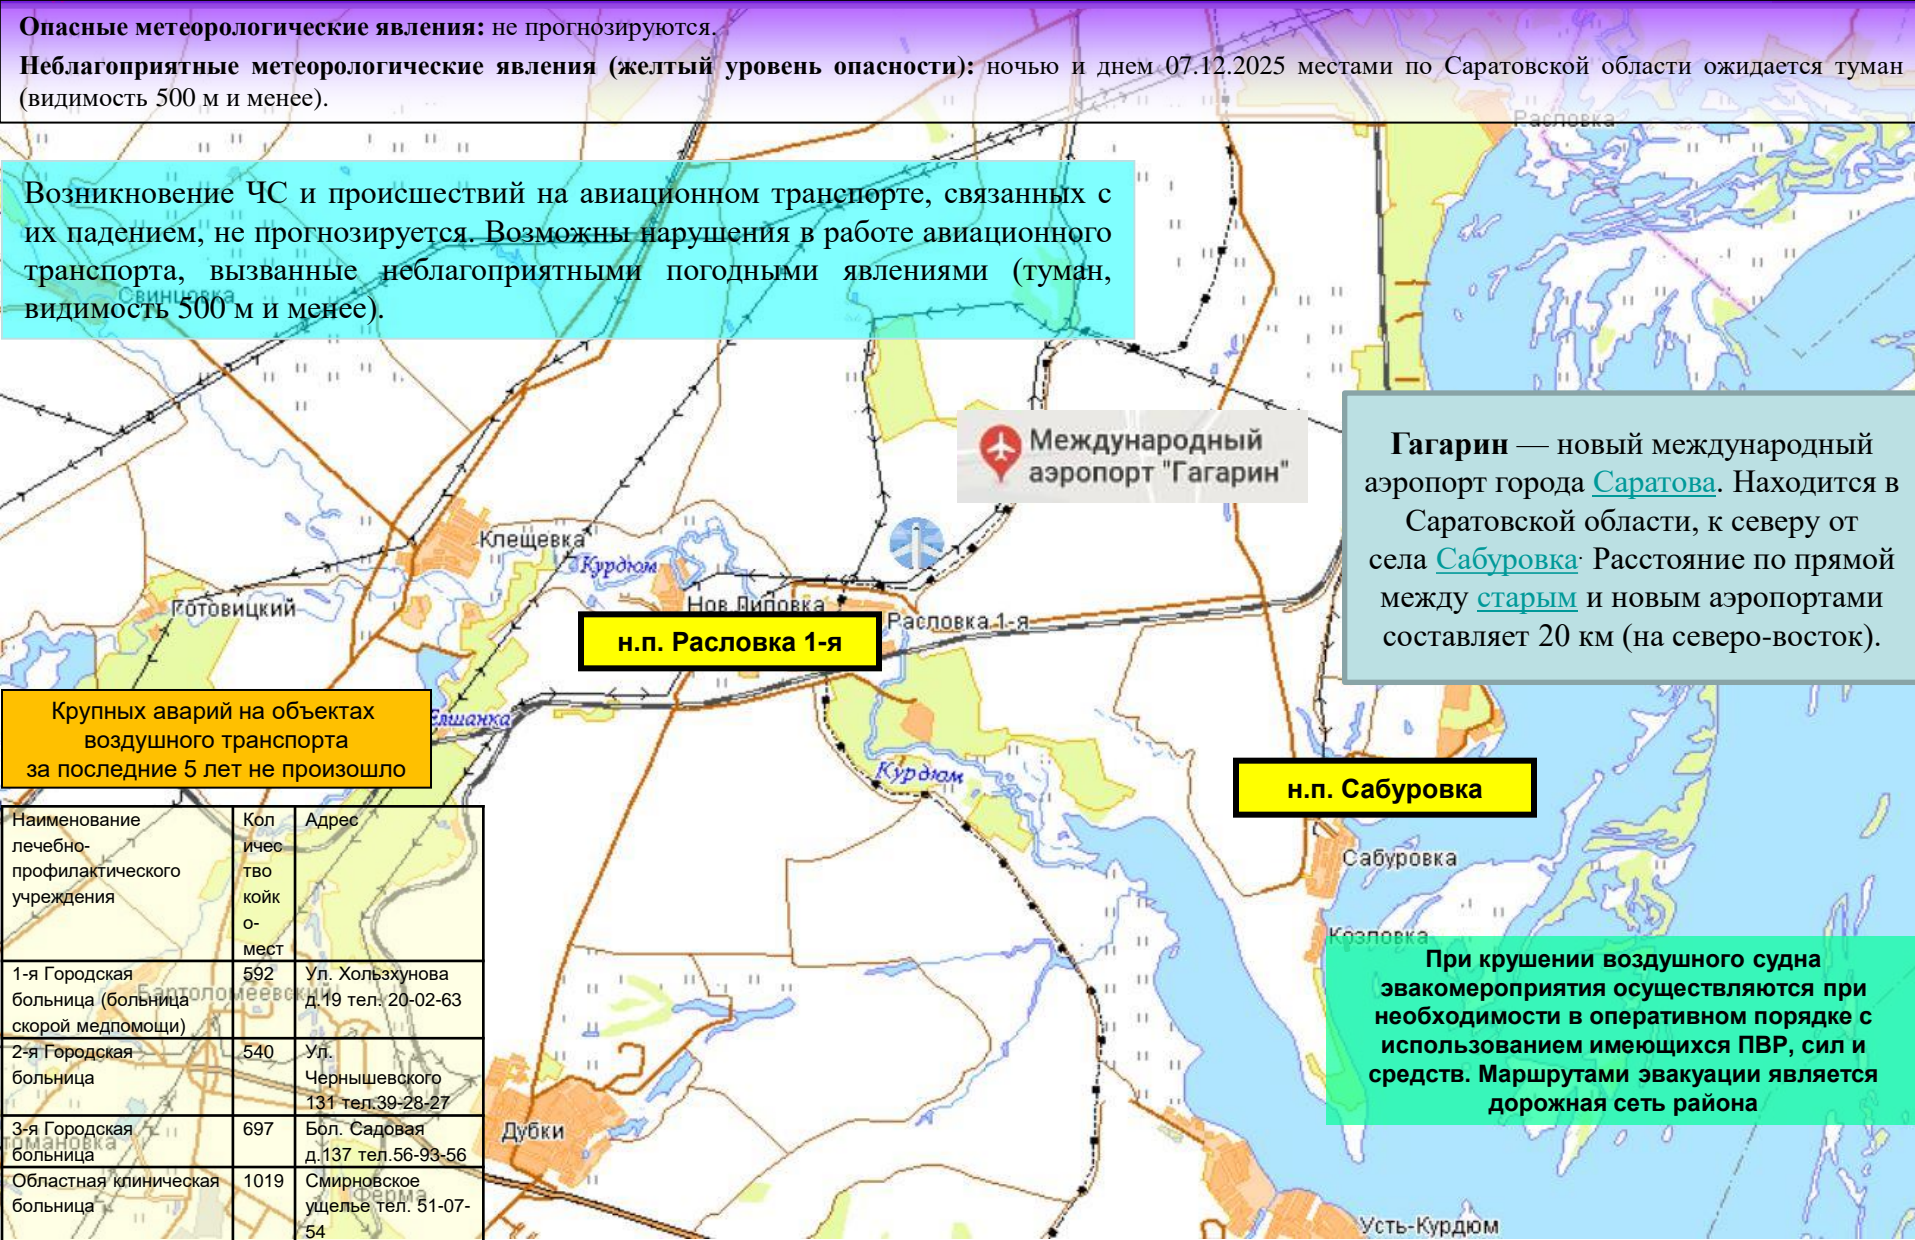 Опасные метеорологические явления: не прогнозируются.
Неблагоприятные метеорологические явления (желтый уровень опасности): ночью и днем 07.12.2025 местами по Саратовской области ожидается туман
(видимость 500 м и менее).
Расловка
Возникновение ЧС и происшествий на авиационном транспорте, связанных с
их падением, не прогнозируется. Возможны нарушения в работе авиационного
транспорта, вызванные неблагоприятными погодными явлениями (туман,
видимость 500 м и менее).
Свинцовка
Международный
аэропорт "Гагарин"
Гагарин — новый международный
аэропорт города Саратова. Находится в
Саратовской области, к северу от
села Сабуровка. Расстояние по прямой
между старым и новым аэропортами
составляет 20 км (на северо-восток).
Клещевка
Курдюм
Готовицкий
Нов.Липовка
Расловка 1-я
н.п. Расловка 1-я
Елшанка
Крупных аварий на объектах
воздушного транспорта
за последние 5 лет не произошло
Курдюм
н.п. Сабуровка
Сабуровка
Козловка
Наименование
лечебно-
профилактического
учреждения
Кол
ичес
тво
койк
о-
мест
Адрес
1-я Городская
больница (больница
скорой медпомощи)
592
Ул. Хользхунова
д.19 тел. 20-02-63
Бартоломеевский
2-я Городская
больница
540
Ул.
Чернышевского
131 тел.39-28-27
3-я Городская
больница
697
Бол. Садовая
д.137 тел.56-93-56
Областная клиническая
больница
1019
Смирновское
ущелье тел. 51-07-
54
Ферма
Дубки
При крушении воздушного судна
эвакомероприятия осуществляются при
необходимости в оперативном порядке с
использованием имеющихся ПВР, сил и
средств. Маршрутами эвакуации является
дорожная сеть района
Усть-Курдюм